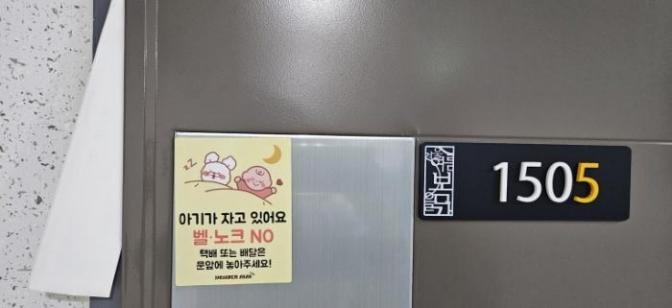 zZ
아기가 자고 있어요
벨·노크 NO
택배 또는 배달은
문앞에 놓아주세요!
1505